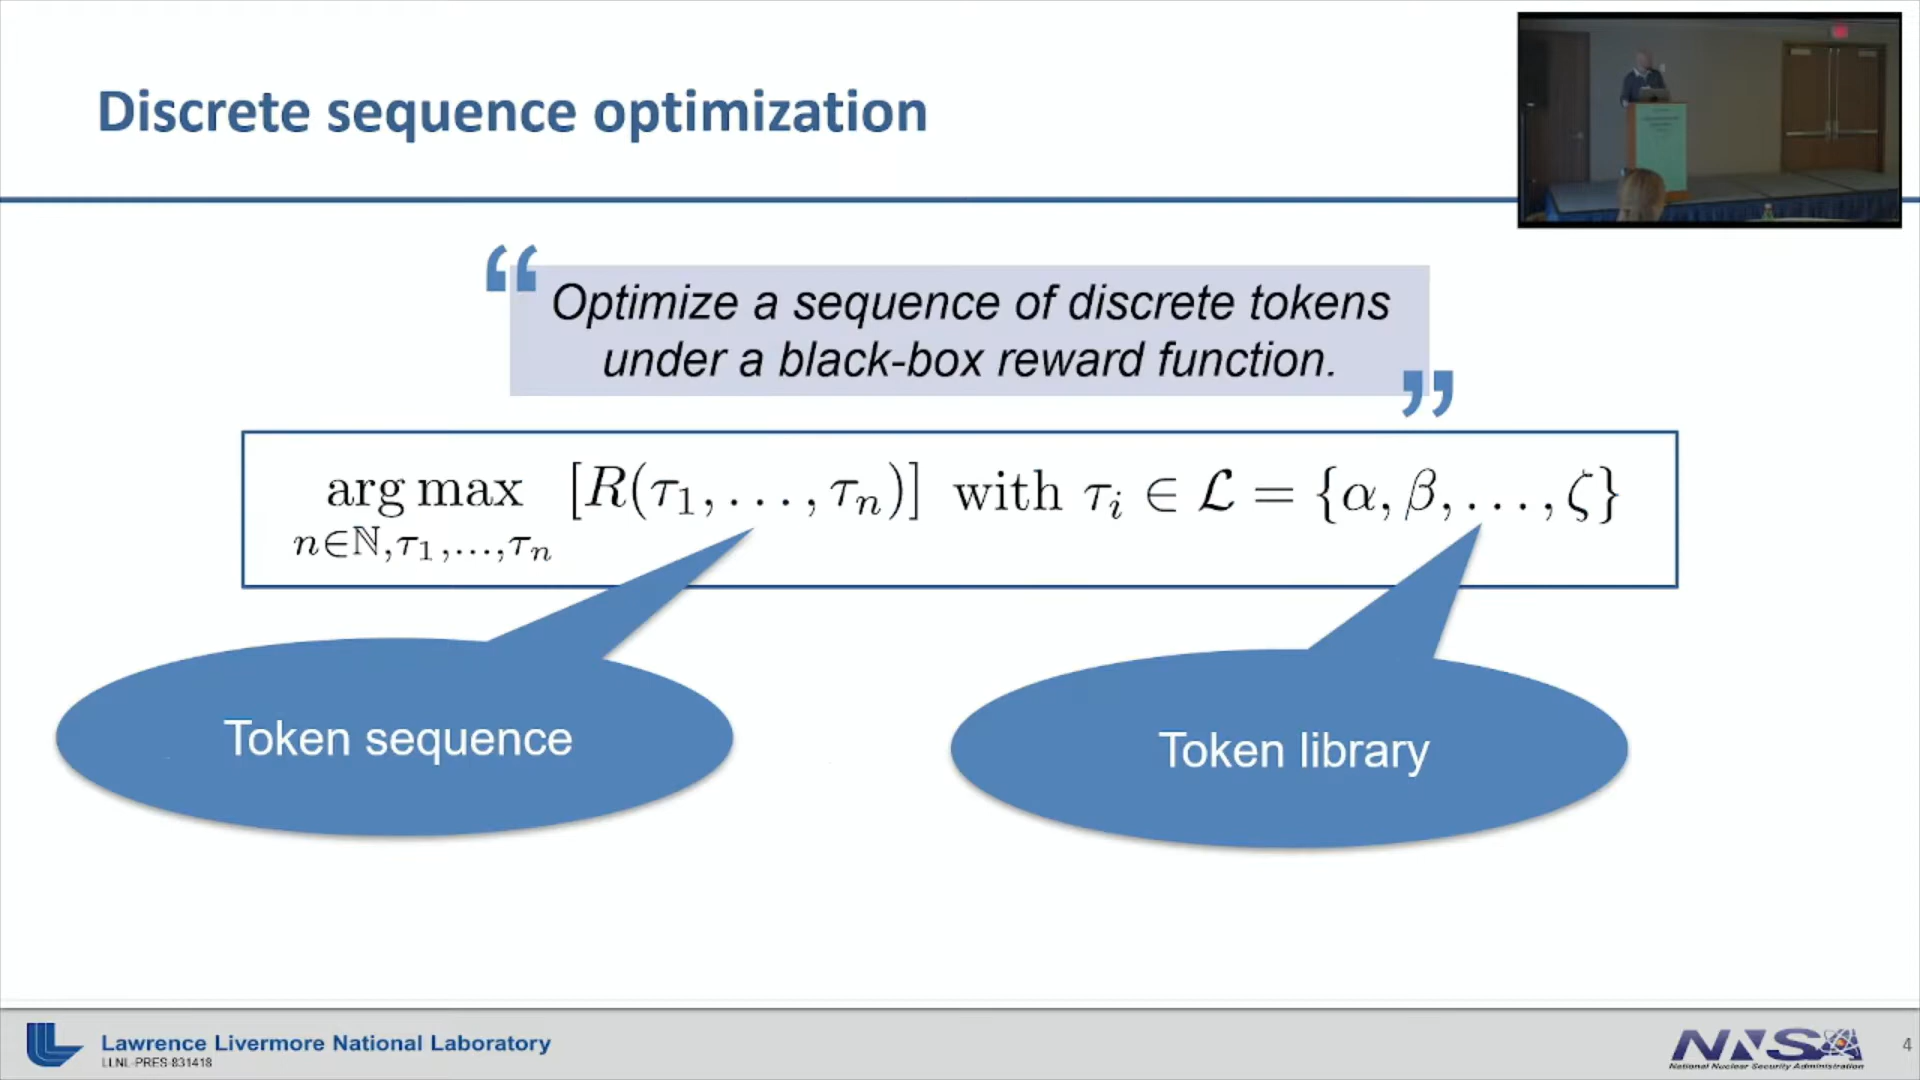 Discrete sequence optimization
“Optimize a sequence of discrete tokens
under a black-box reward function.”
arg max [R(τ₁, . . . , τₙ)] with τᵢ ∈ ℒ = {α, β, . . . , ζ}
n∈ℕ,τ₁,...,τₙ
Token sequence
Token library
Lawrence Livermore National Laboratory
LLNL-PRES-831418
NNSA
National Nuclear Security Administration
4